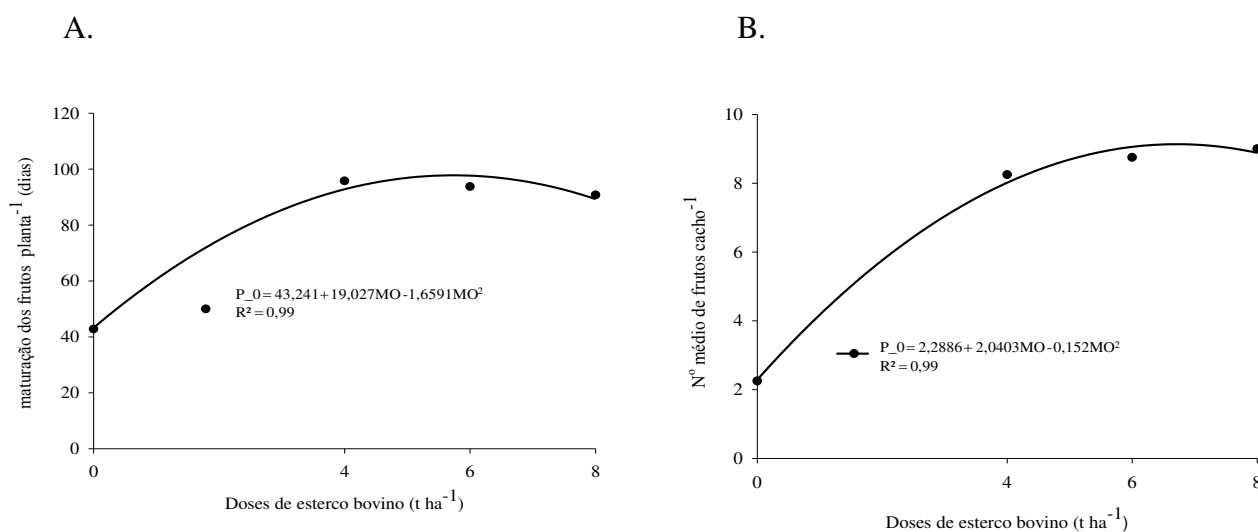 A.
120
100
80
60
40
20
0
0
4
6
8
maturação dos frutos planta⁻¹ (dias)
P_0 = 43,241 + 19,027MO - 1,6591MO²
R² = 0,99
Doses de esterco bovino (t ha⁻¹)
B.
10
8
6
4
2
0
0
4
6
8
Nº médio de frutos cacho⁻¹
P_0 = 2,2886 + 2,0403MO - 0,152MO²
R² = 0,99
Doses de esterco bovino (t ha⁻¹)